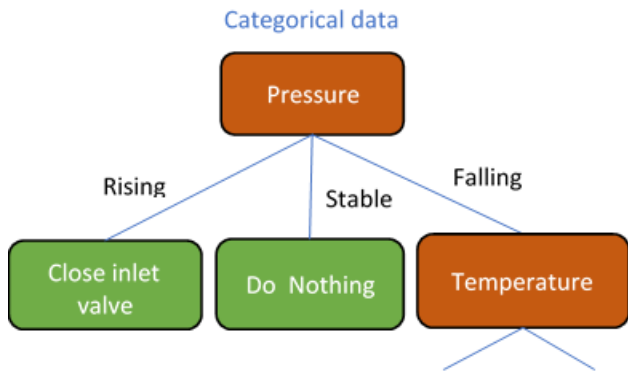 Categorical data
Pressure
Rising
Stable
Falling
Close inlet
valve
Do Nothing
Temperature